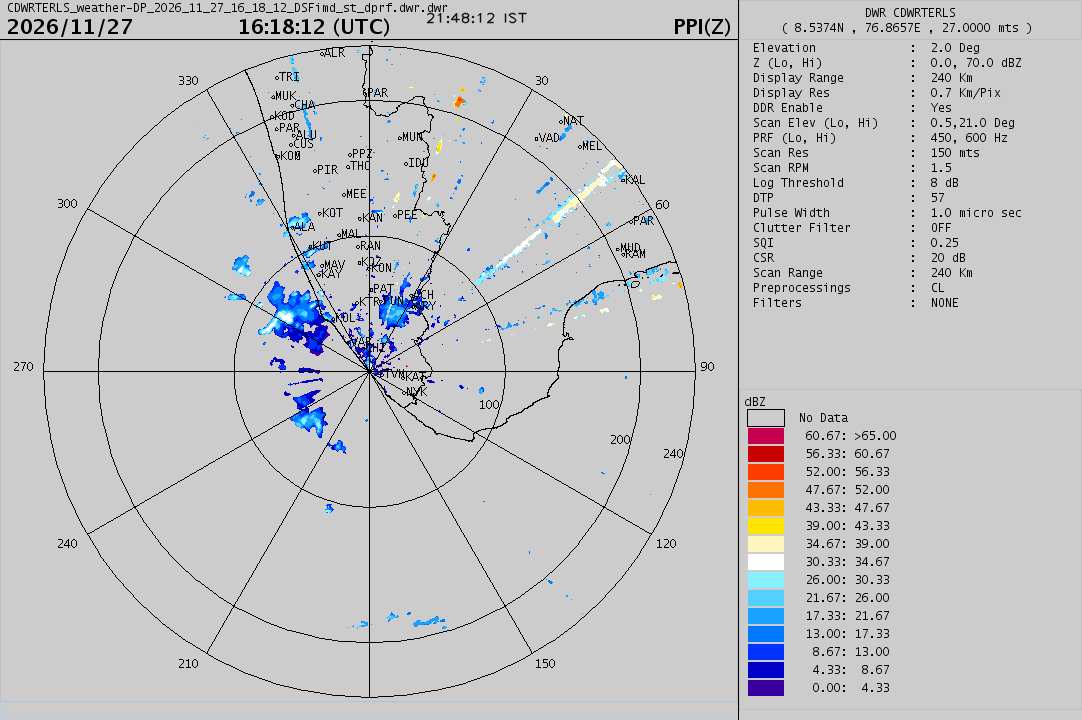 CDWRTERLS_weather-DP_2026_11_27_16_18_12_DSFimd_st_dprf.dwr.dwr
2026/11/27 16:18:12 (UTC) 21:48:12 IST PPI(Z)
DWR CDWRTERLS
( 8.5374N , 76.8657E , 27.0000 mts )
Elevation : 2.0 Deg
Z (Lo, Hi) : 0.0, 70.0 dBZ
Display Range : 240 Km
Display Res : 0.7 Km/Pix
DDR Enable : Yes
Scan Elev (Lo, Hi) : 0.5,21.0 Deg
PRF (Lo, Hi) : 450, 600 Hz
Scan Res : 150 mts
Scan RPM : 1.5
Log Threshold : 8 dB
DTP : 57
Pulse Width : 1.0 micro sec
Clutter Filter : OFF
SQI : 0.25
CSR : 20 dB
Scan Range : 240 Km
Preprocessings : CL
Filters : NONE
dBZ
No Data
60.67: >65.00
56.33: 60.67
52.00: 56.33
47.67: 52.00
43.33: 47.67
39.00: 43.33
34.67: 39.00
30.33: 34.67
26.00: 30.33
21.67: 26.00
17.33: 21.67
13.00: 17.33
8.67: 13.00
4.33: 8.67
0.00: 4.33
ALR
TRI
330
30
PAR
MUK
CHA
KOD
PAR
ALU
CUS
MUN
NAT
VAD
MEL
PPZ
THO
IDU
PIR
KAL
MEE
300
60
KOT
KAN
PEE
PAR
ALA
MAL
KUT
RAN
MUD
RAM
MAV
KAY
KON
PAT
KTR
PUN
ACH
KOL
VAR
270
90
TVM
KAT
NYK
100
200
240
240
120
210
150